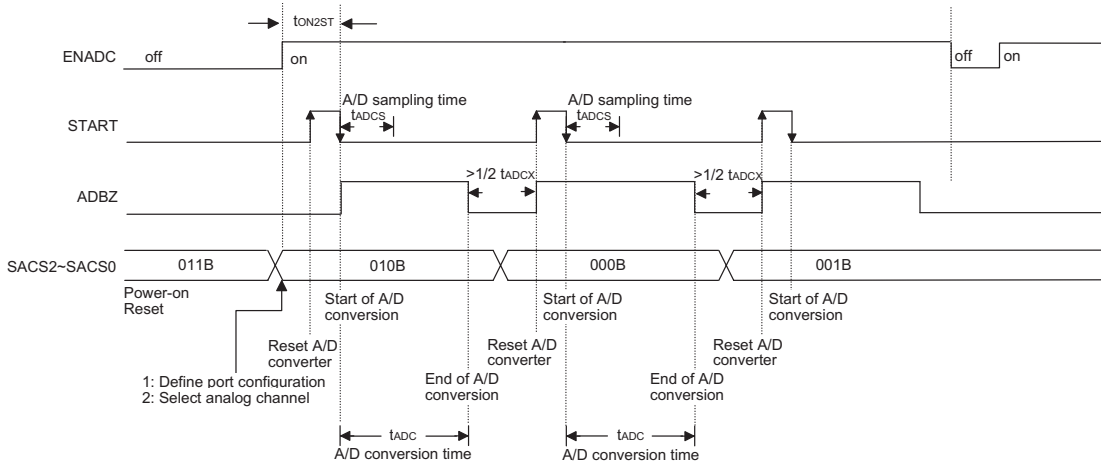 tON2ST
ENADC off on off on
A/D sampling time A/D sampling time
tADCS tADCS
START
>1/2 tADCX >1/2 tADCX
ADBZ
SACS2~SACS0 011B 010B 000B 001B
Power-on
Reset
Start of A/D
conversion
Start of A/D
conversion
Start of A/D
conversion
Reset A/D
converter
Reset A/D
converter
Reset A/D
converter
1: Define port configuration
2: Select analog channel
End of A/D
conversion
End of A/D
conversion
tADC tADC
A/D conversion time A/D conversion time